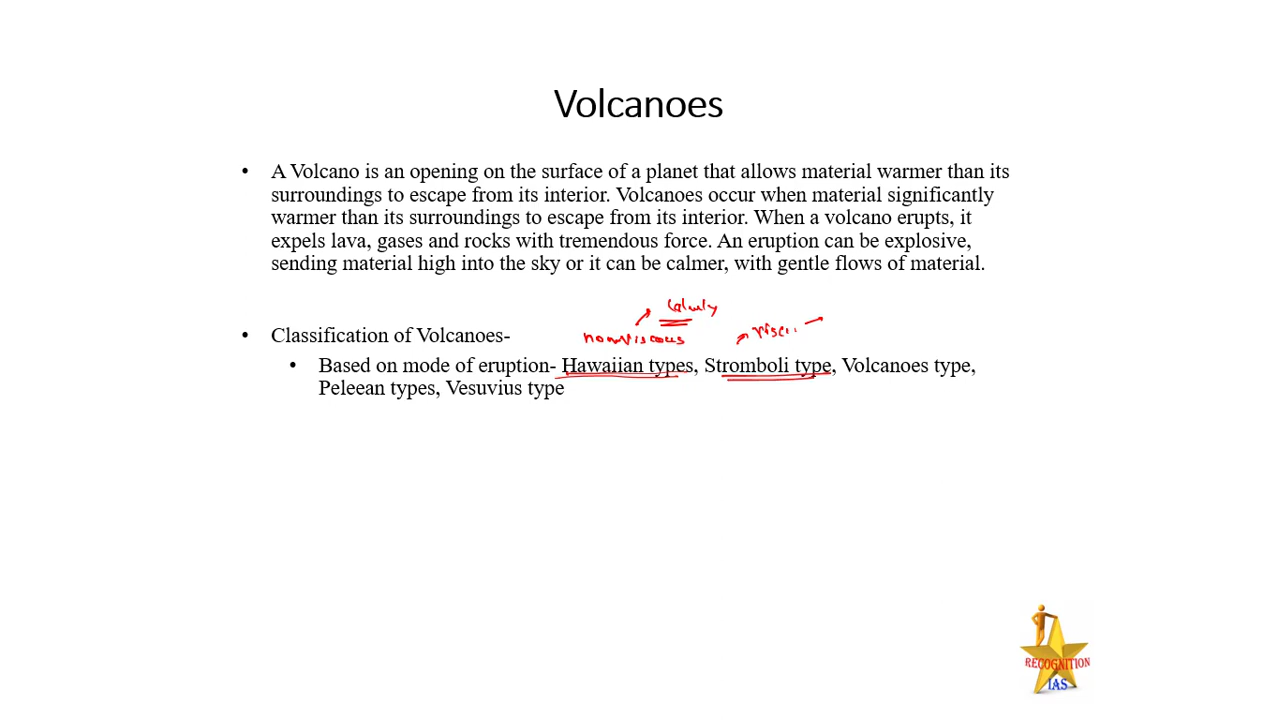 Volcanoes
• A Volcano is an opening on the surface of a planet that allows material warmer than its
surroundings to escape from its interior. Volcanoes occur when material significantly
warmer than its surroundings to escape from its interior. When a volcano erupts, it
expels lava, gases and rocks with tremendous force. An eruption can be explosive,
sending material high into the sky or it can be calmer, with gentle flows of material.
calmly
• Classification of Volcanoes-
nonviscous
• Based on mode of eruption- Hawaiian types, Stromboli type, Volcanoes type,
Peleean types, Vesuvius type
RECOGNITION
IAS